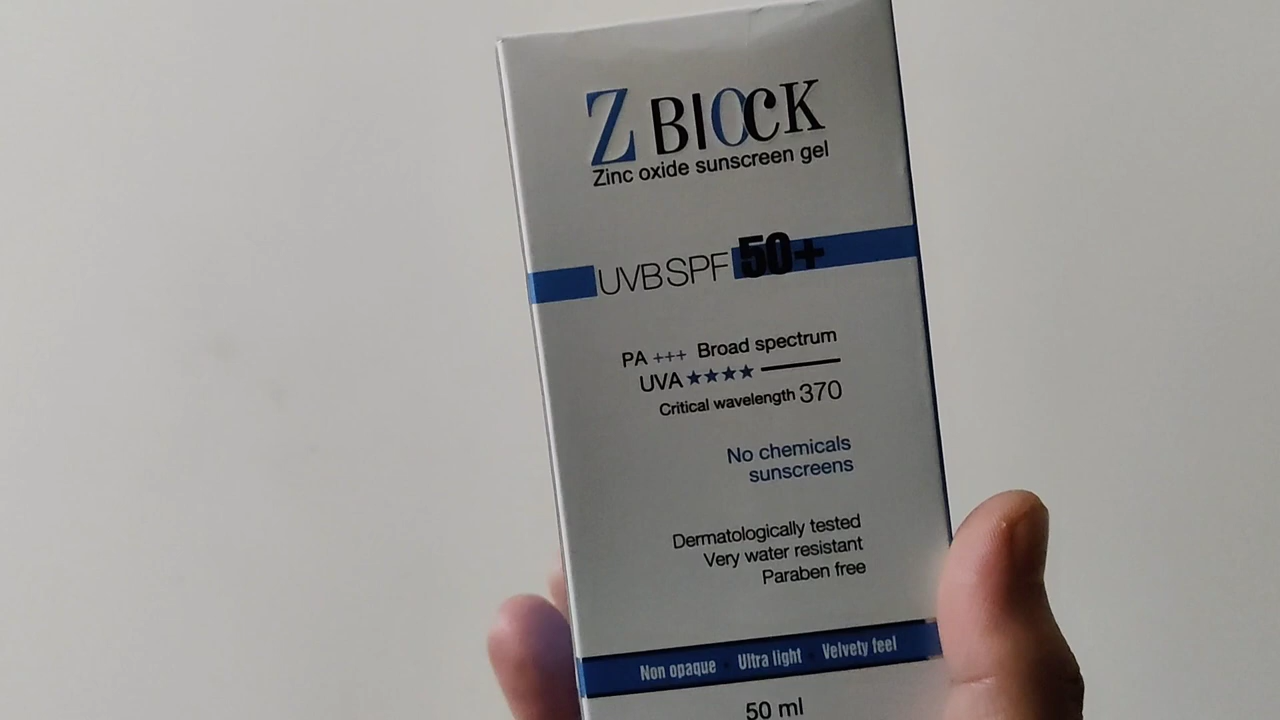 Z BlOCK
Zinc oxide sunscreen gel
UVB SPF 50+
PA +++ Broad spectrum
UVA ★★★★
Critical wavelength 370
No chemicals
sunscreens
Dermatologically tested
Very water resistant
Paraben free
Non opaque Ultra light Velvety feel
50 ml